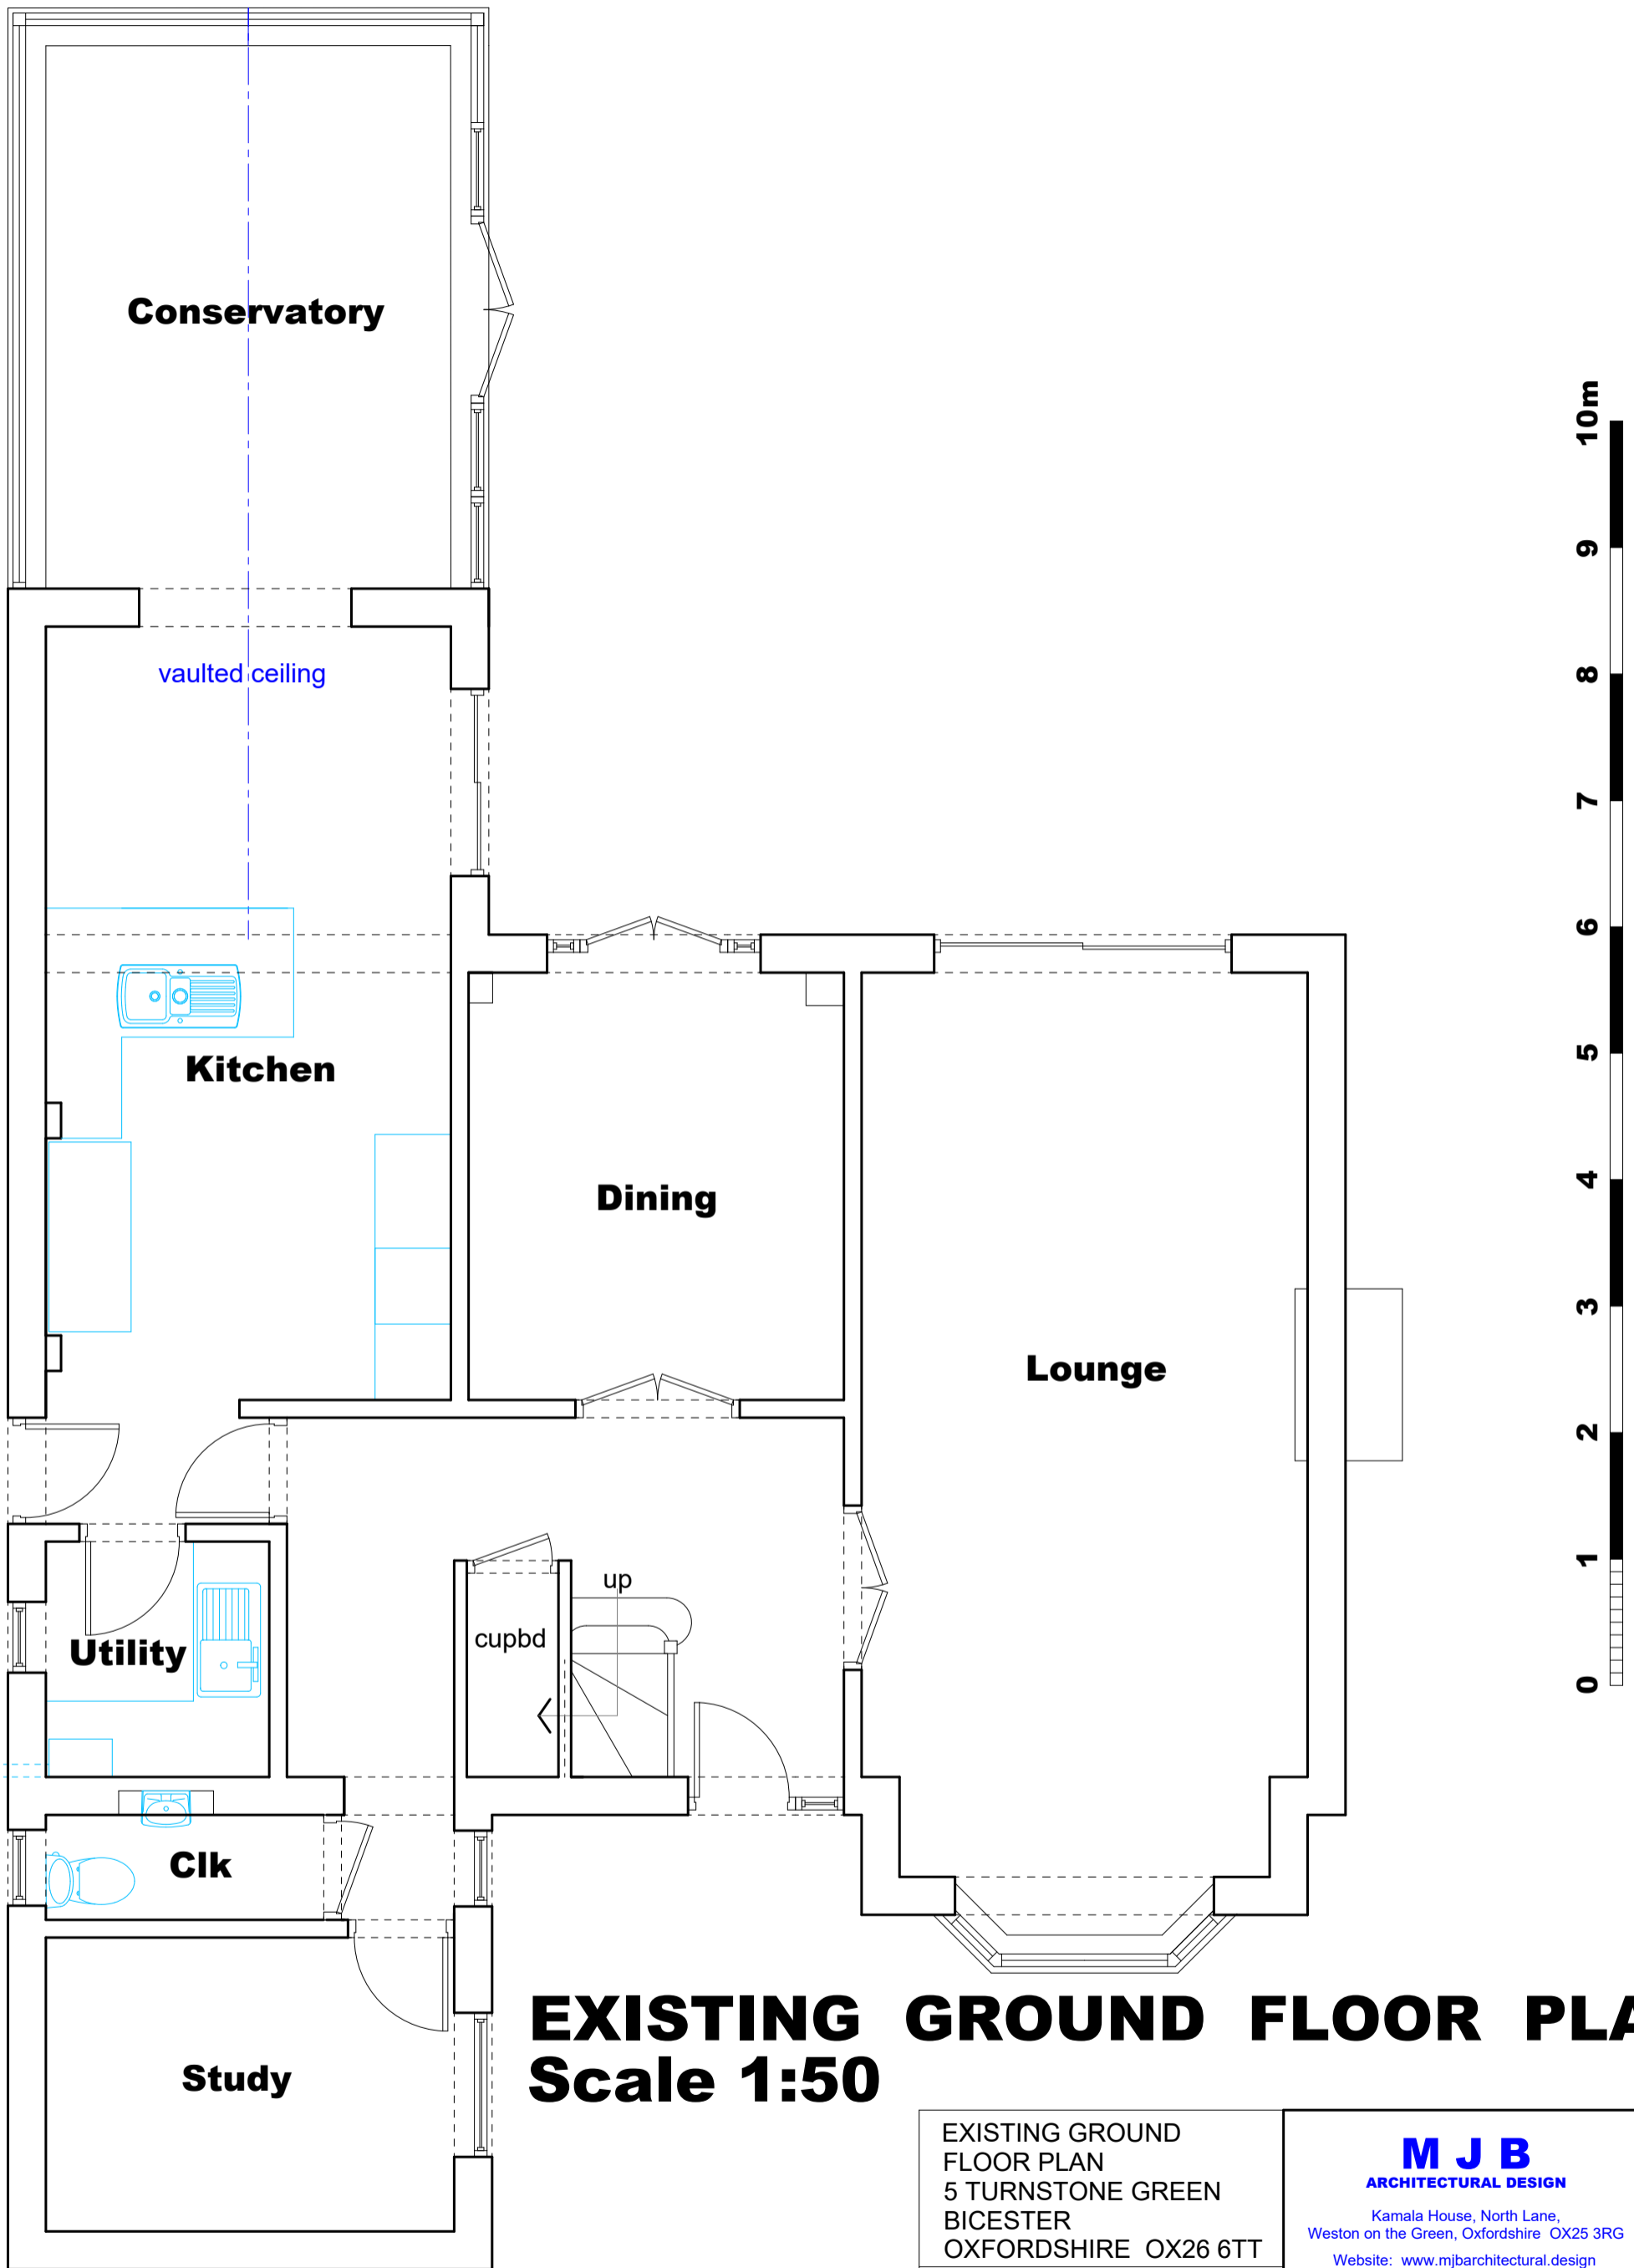 Conservatory
vaulted ceiling
Kitchen
Dining
Lounge
up
cupbd
Utility
Clk
Study
10m
9
8
7
6
5
4
3
2
1
0
EXISTING GROUND FLOOR PLA
Scale 1:50
EXISTING GROUND
FLOOR PLAN
5 TURNSTONE GREEN
BICESTER
OXFORDSHIRE OX26 6TT
M J B
ARCHITECTURAL DESIGN
Kamala House, North Lane,
Weston on the Green, Oxfordshire OX25 3RG
Website: www.mjbarchitectural.design